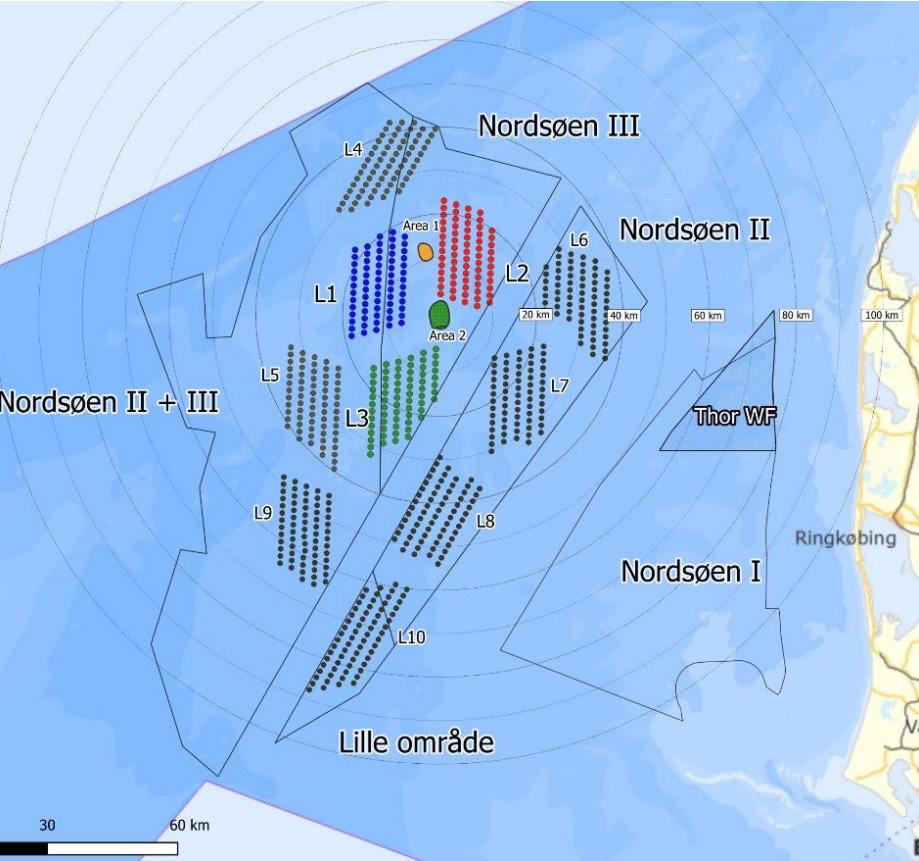 Nordsøen III
L4
Area 1
Nordsøen II
L6
L1
L2
20 km
40 km
60 km
80 km
100 km
Area 2
L5
L7
Nordsøen II + III
L3
Thor WF
L9
L8
Ringkøbing
Nordsøen I
L10
Lille område
30
60 km